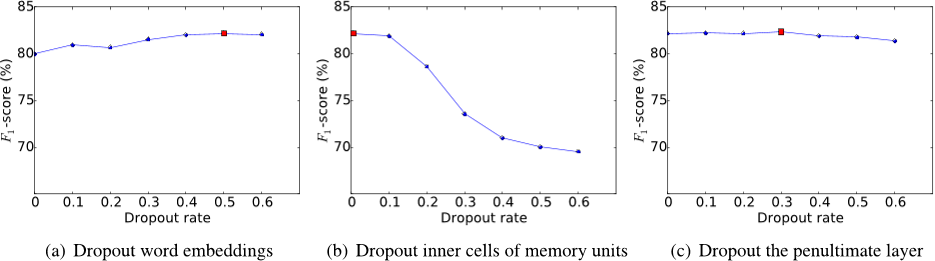 85
80
75
70
F1-score (%)
0 0.1 0.2 0.3 0.4 0.5 0.6
Dropout rate
(a) Dropout word embeddings
85
80
75
70
F1-score (%)
0 0.1 0.2 0.3 0.4 0.5 0.6
Dropout rate
(b) Dropout inner cells of memory units
85
80
75
70
F1-score (%)
0 0.1 0.2 0.3 0.4 0.5 0.6
Dropout rate
(c) Dropout the penultimate layer